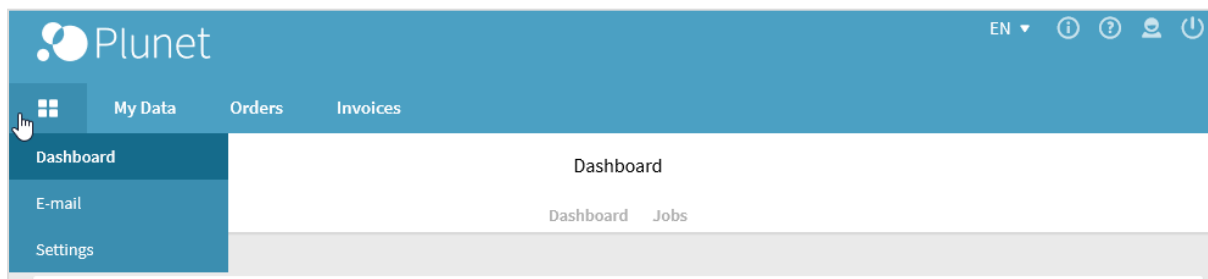 Plunet
EN
My Data Orders Invoices
Dashboard
E-mail
Settings
Dashboard
Dashboard Jobs